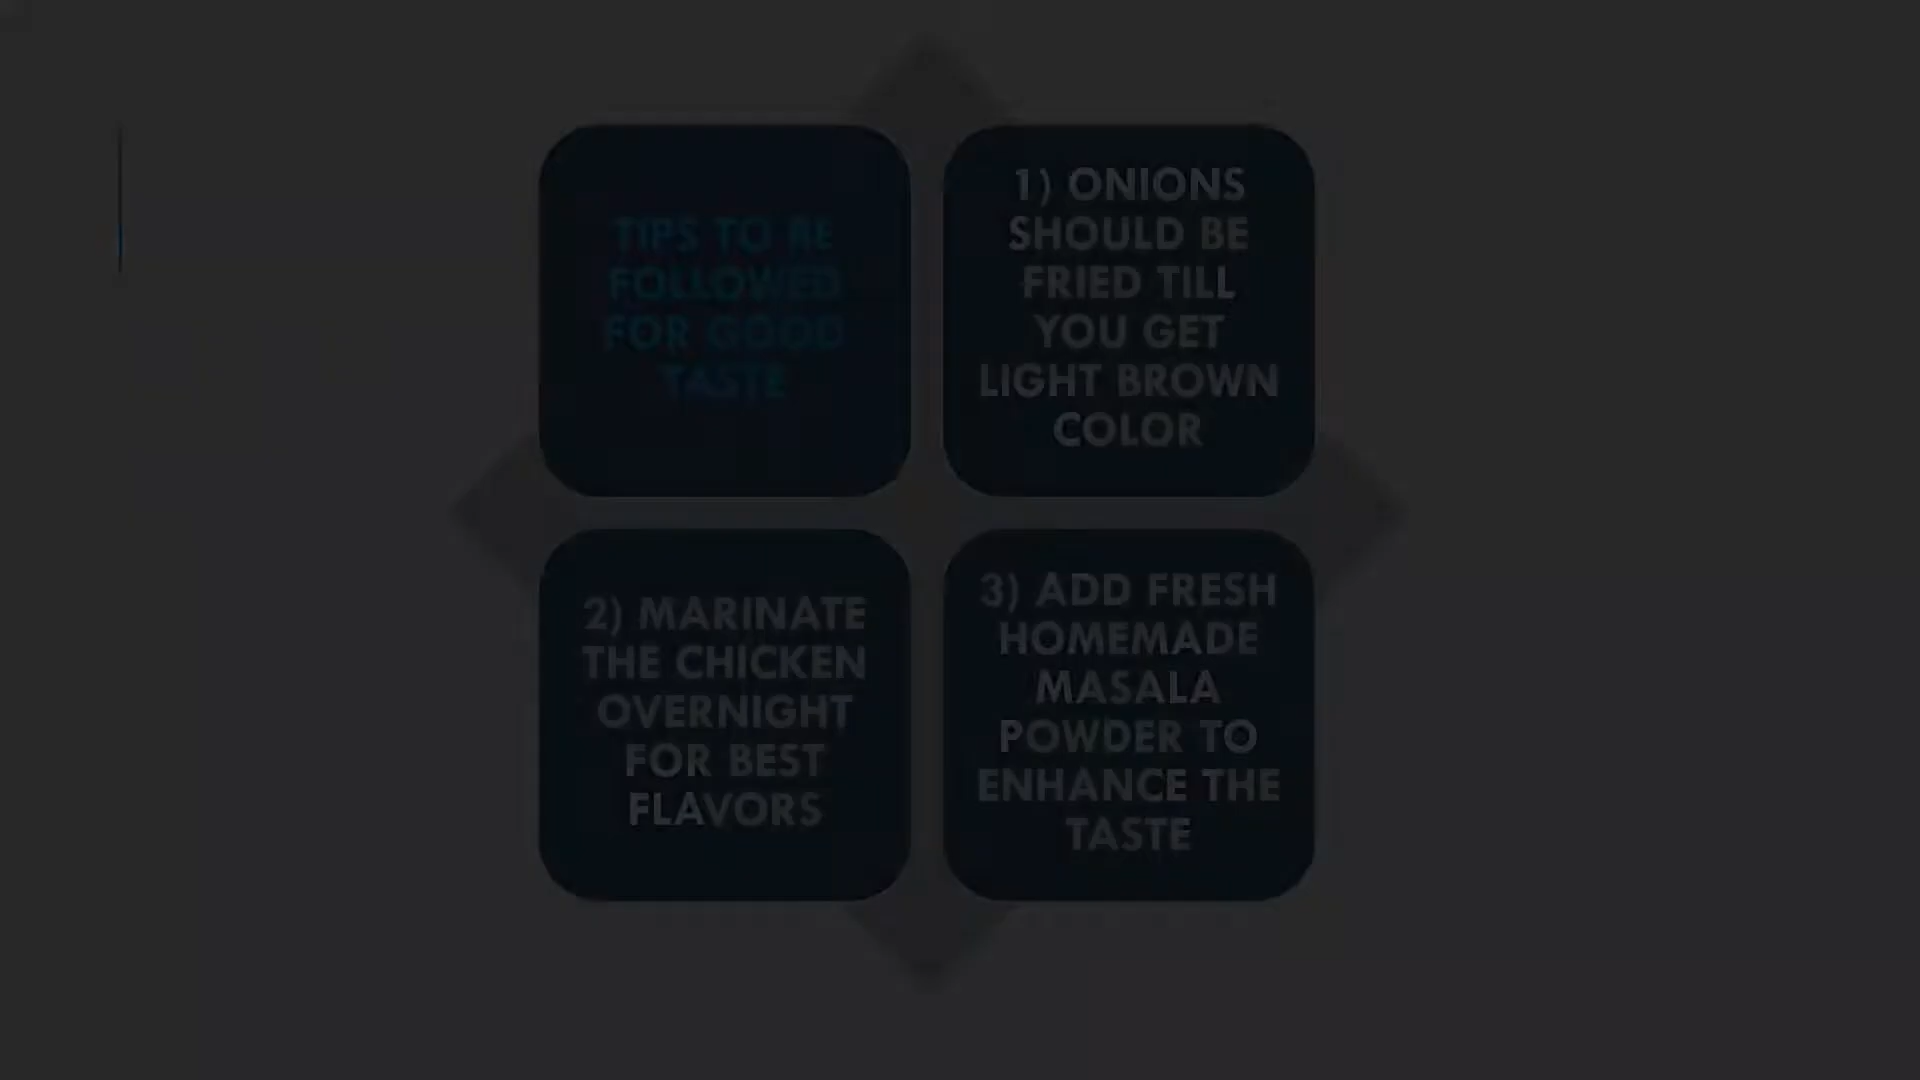 TIPS TO BE
FOLLOWED
FOR GOOD
TASTE
1) ONIONS
SHOULD BE
FRIED TILL
YOU GET
LIGHT BROWN
COLOR
2) MARINATE
THE CHICKEN
OVERNIGHT
FOR BEST
FLAVORS
3) ADD FRESH
HOMEMADE
MASALA
POWDER TO
ENHANCE THE
TASTE